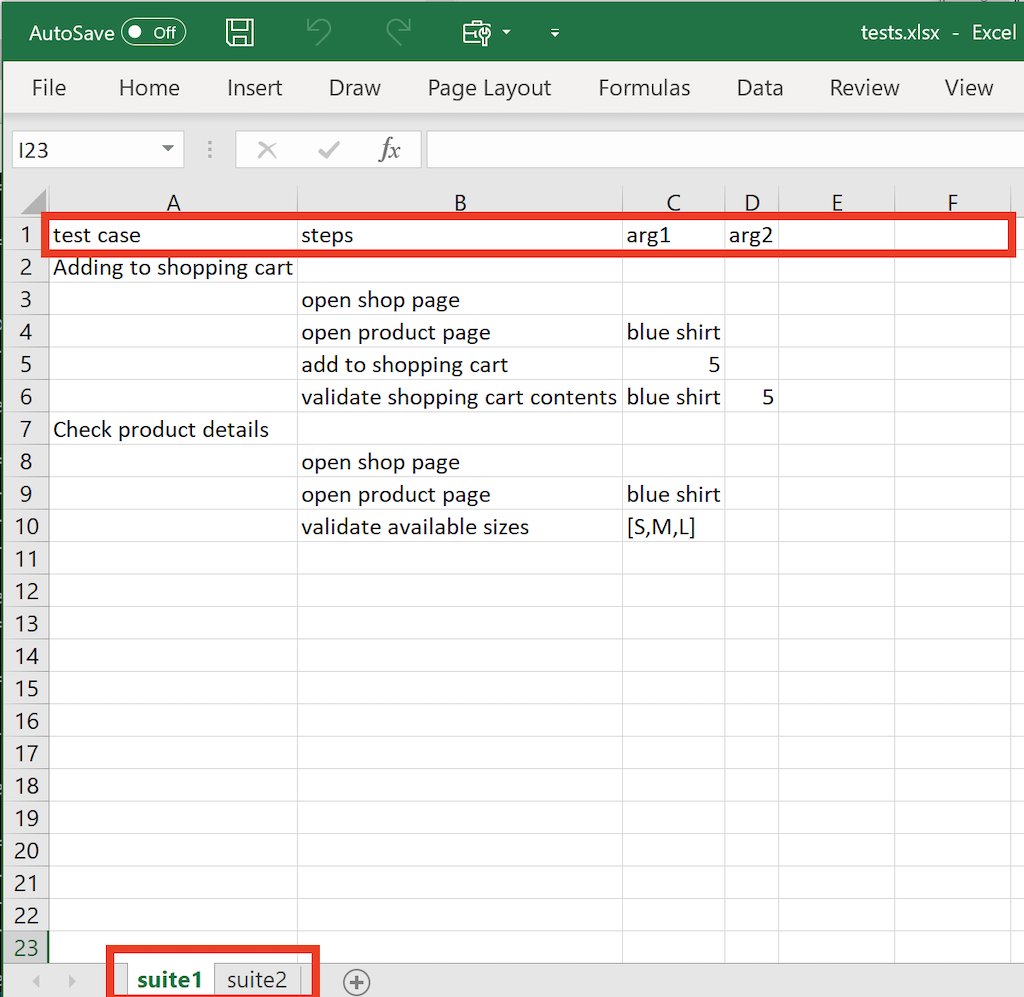 AutoSave Off tests.xlsx - Excel
File Home Insert Draw Page Layout Formulas Data Review View
I23 fx
A B C D E F
1 test case steps arg1 arg2
2 Adding to shopping cart
3 open shop page
4 open product page blue shirt
5 add to shopping cart 5
6 validate shopping cart contents blue shirt 5
7 Check product details
8 open shop page
9 open product page blue shirt
10 validate available sizes [S,M,L]
11
12
13
14
15
16
17
18
19
20
21
22
23
suite1 suite2